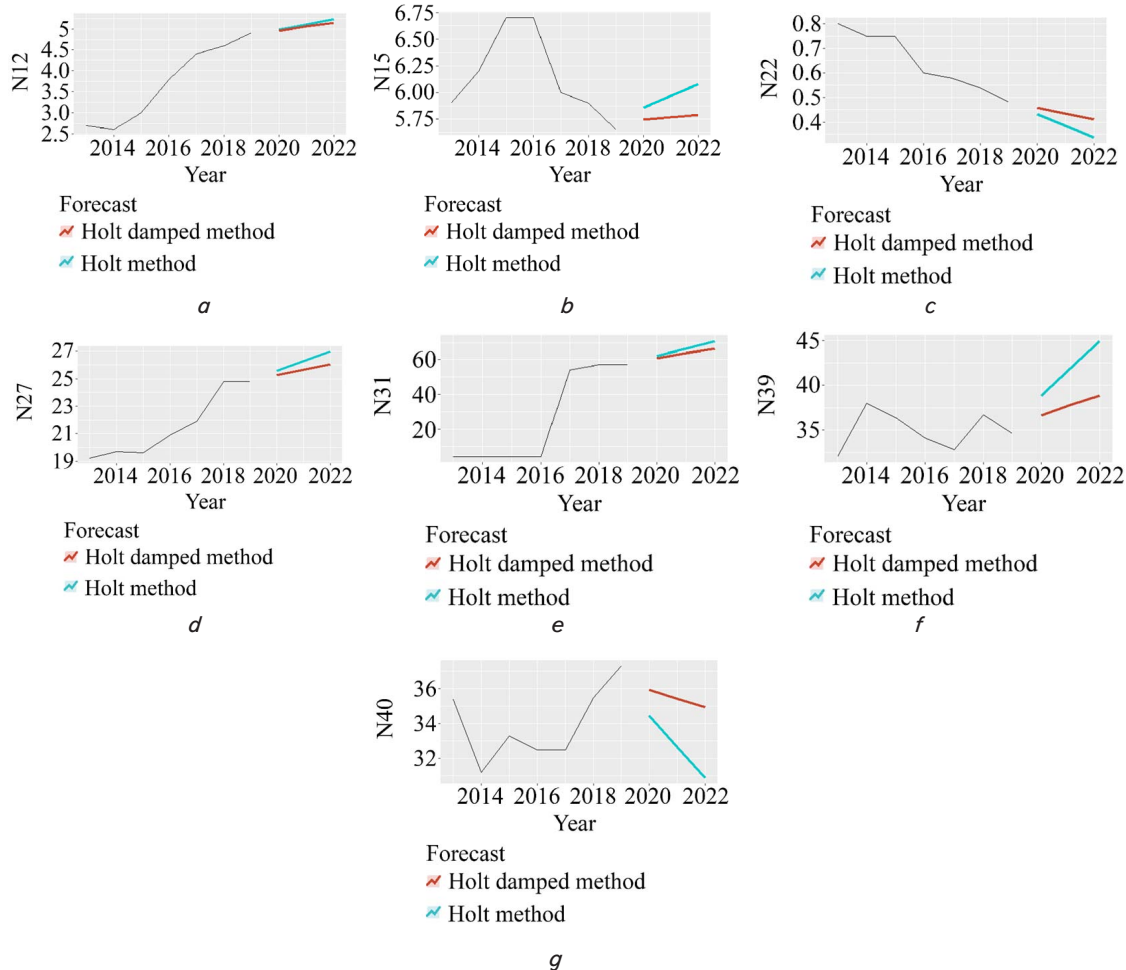 N12
5
4.5
4.0
3.5
3.0
2.5
2014 2016 2018 2020 2022
Year
Forecast
Holt damped method
Holt method
a
N15
6.75
6.50
6.25
6.00
5.75
2014 2016 2018 2020 2022
Year
Forecast
Holt damped method
Holt method
b
N22
0.8
0.7
0.6
0.5
0.4
2014 2016 2018 2020 2022
Year
Forecast
Holt damped method
Holt method
c
N27
27
25
23
21
19
2014 2016 2018 2020 2022
Year
Forecast
Holt damped method
Holt method
d
N31
60
40
20
2014 2016 2018 2020 2022
Year
Forecast
Holt damped method
Holt method
e
N39
45
40
35
2014 2016 2018 2020 2022
Year
Forecast
Holt damped method
Holt method
f
N40
36
34
32
2014 2016 2018 2020 2022
Year
Forecast
Holt damped method
Holt method
g